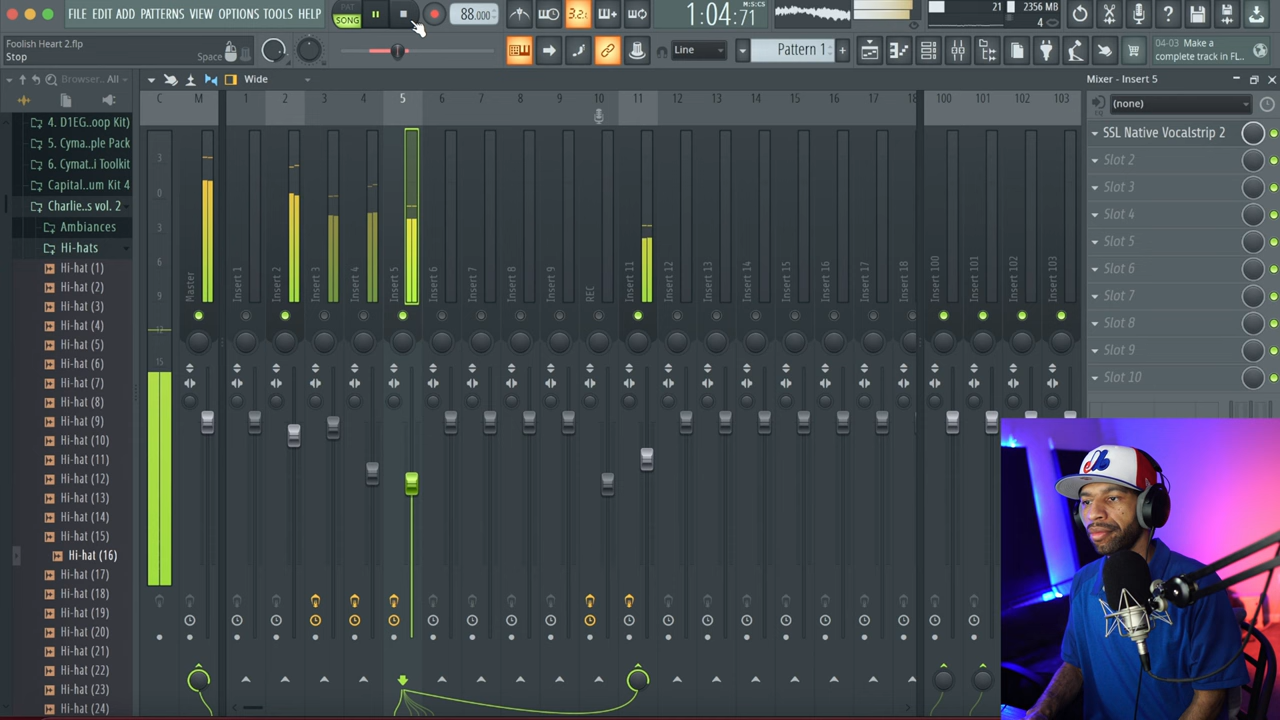 FILE EDIT ADD PATTERNS VIEW OPTIONS TOOLS HELP
PAT
SONG
88.000
3.2.
1:04:71
M:S:CS
21
2356 MB
4
Foolish Heart 2.flp
Stop
Space
Line
Pattern 1
04-03 Make a
complete track in FL..
Browser.. All
Wide
Mixer - Insert 5
C M 1 2 3 4 5 6 7 8 9 10 11 12 13 14 15 16 17 18 100 101 102 103
(none)
4. D1EG..oop Kit)
5. Cyma..ple Pack
6. Cymat..i Toolkit
Capital..um Kit 4
Charlie..s vol. 2
Ambiances
Hi-hats
Hi-hat (1)
Hi-hat (2)
Hi-hat (3)
Hi-hat (4)
Hi-hat (5)
Hi-hat (6)
Hi-hat (7)
Hi-hat (8)
Hi-hat (9)
Hi-hat (10)
Hi-hat (11)
Hi-hat (12)
Hi-hat (13)
Hi-hat (14)
Hi-hat (15)
Hi-hat (16)
Hi-hat (17)
Hi-hat (18)
Hi-hat (19)
Hi-hat (20)
Hi-hat (21)
Hi-hat (22)
Hi-hat (23)
Hi-hat (24)
3
0
3
6
9
12
15
Master
Insert 1
Insert 2
Insert 3
Insert 4
Insert 5
Insert 6
Insert 7
Insert 8
Insert 9
REC
Insert 11
Insert 12
Insert 13
Insert 14
Insert 15
Insert 16
Insert 17
Insert 18
Insert 100
Insert 101
Insert 102
Insert 103
SSL Native Vocalstrip 2
Slot 2
Slot 3
Slot 4
Slot 5
Slot 6
Slot 7
Slot 8
Slot 9
Slot 10